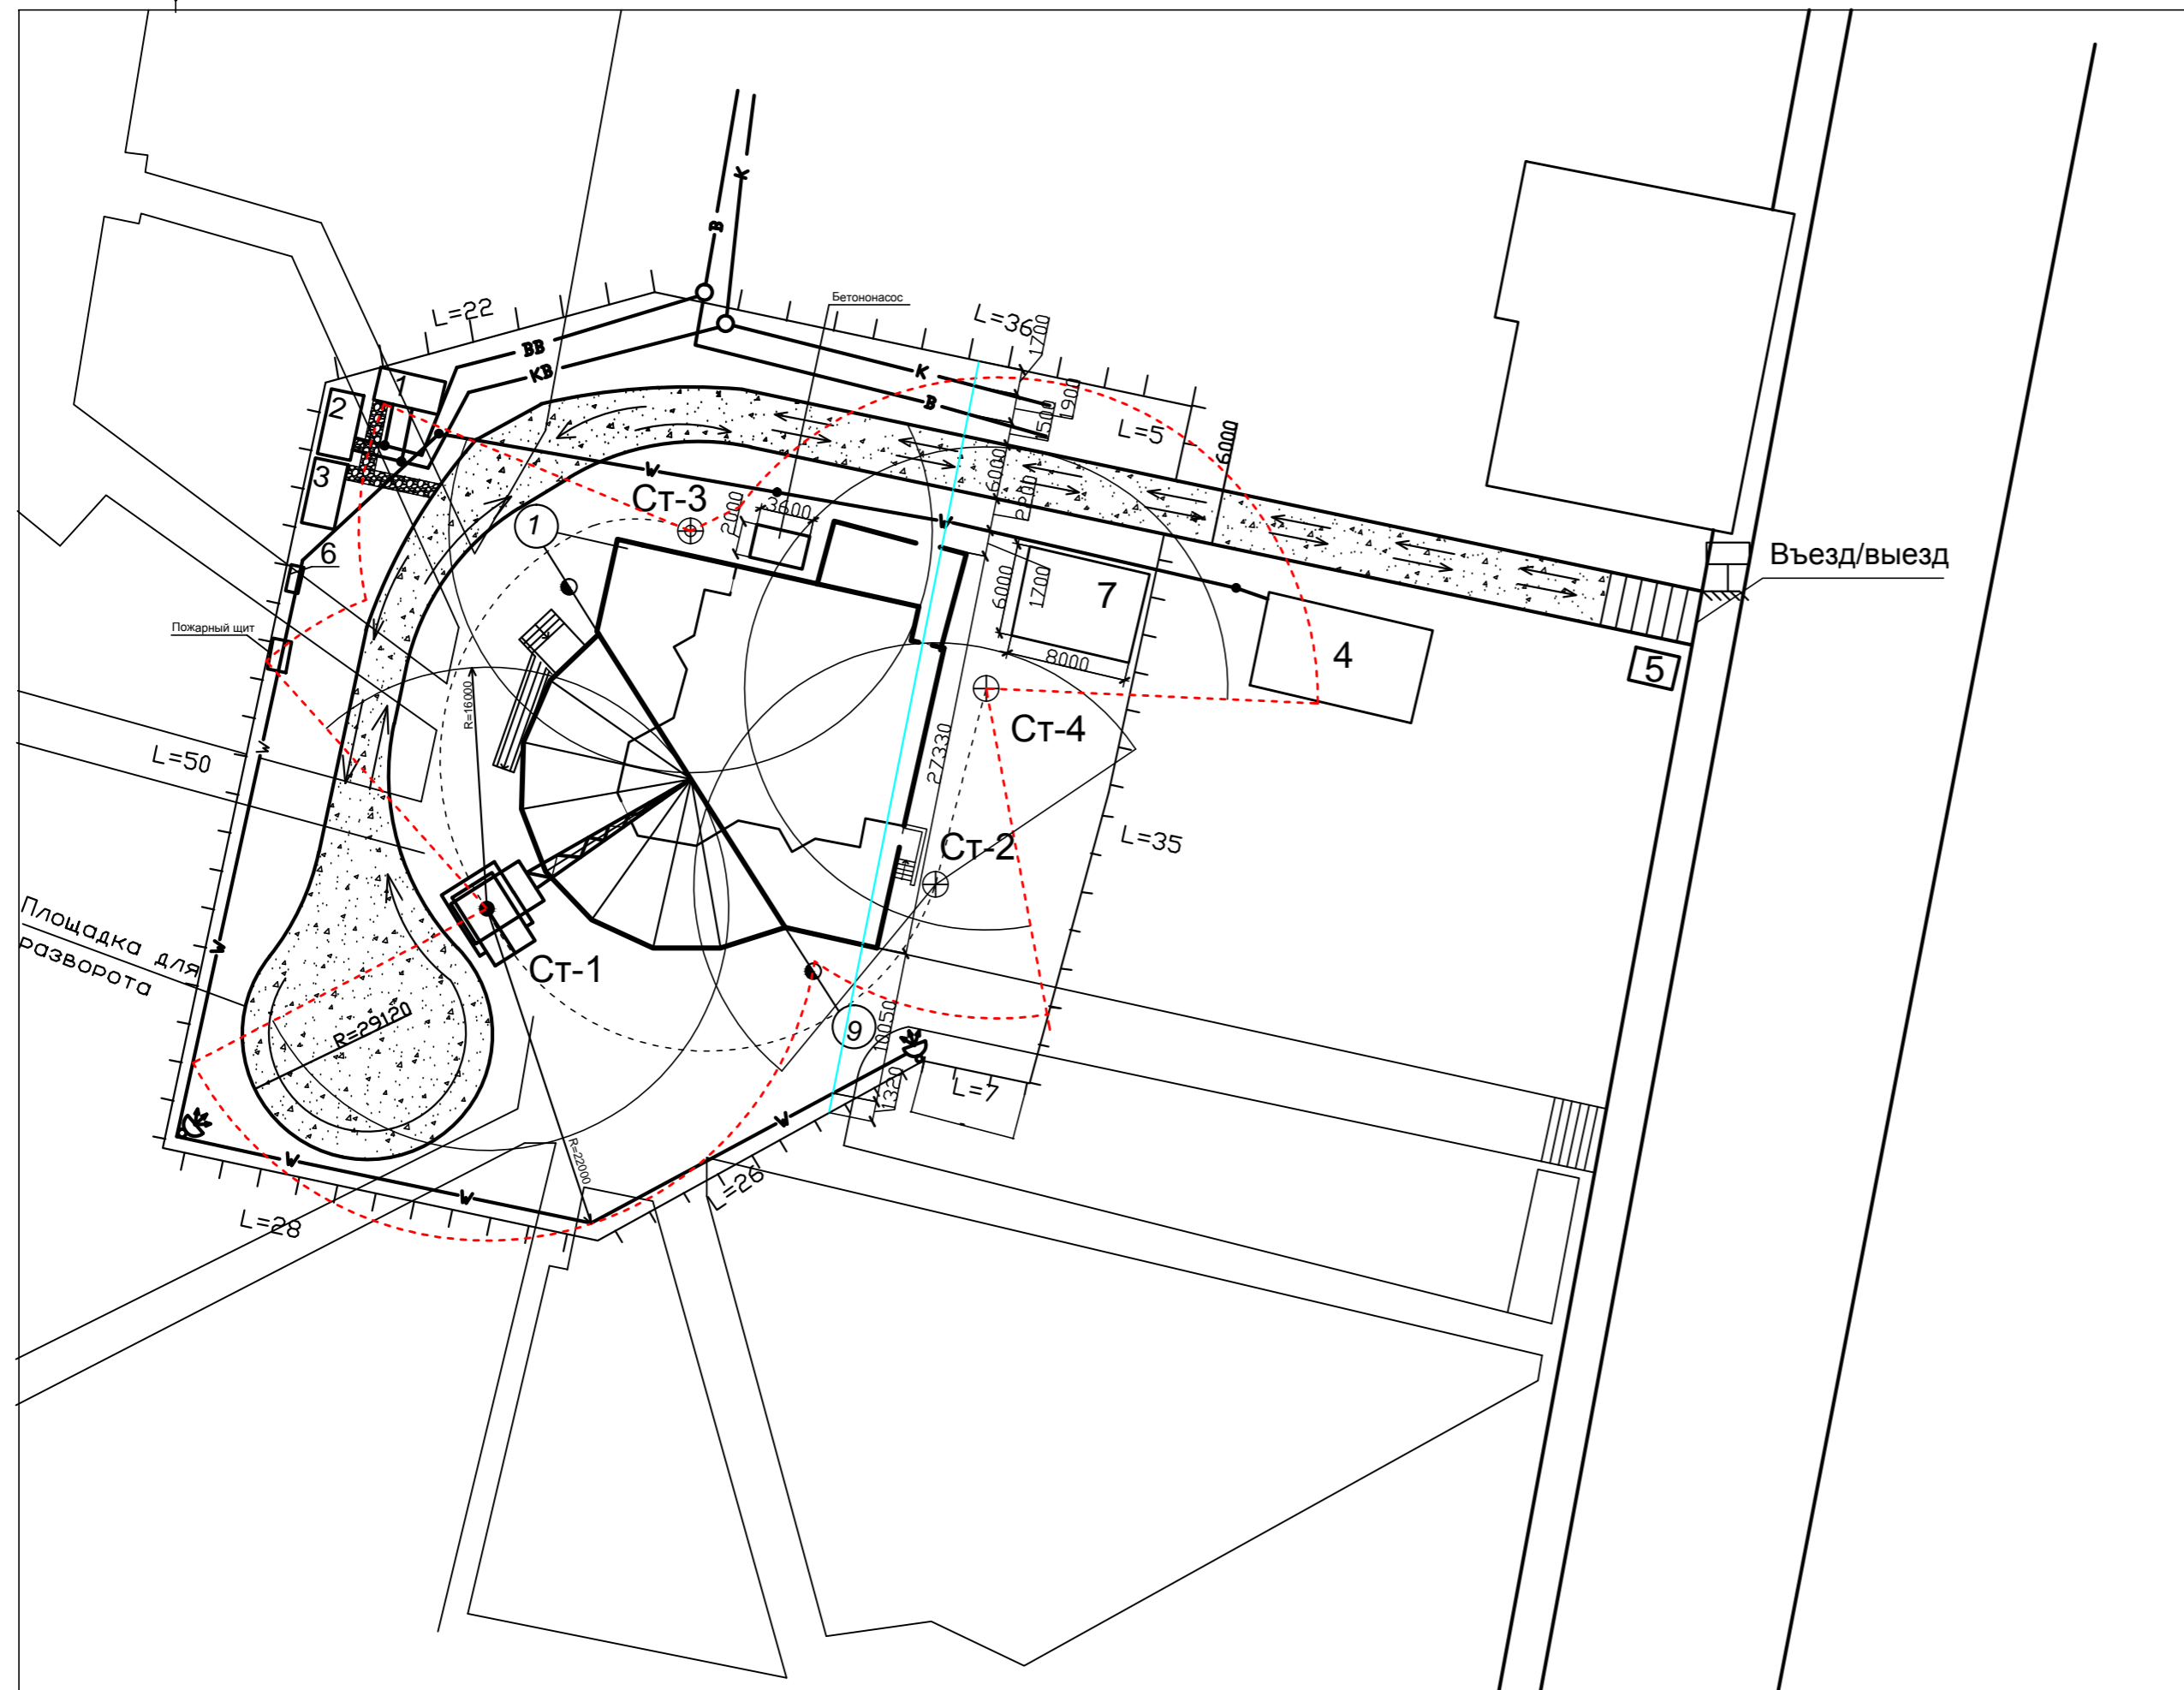 К
В
Бетононасос
L=22
L=36
1700
ВВ
КВ
К
В
1900
1500
L=5
6000
1
2
3
W
Ст-3
6000
2200
3600
2000
W
1
6
Въезд/выезд
7
6000
1700
8000
4
5
Пожарный щит
R=16000
Ст-4
27330
W
L=50
Ст-2
L=35
Площадка для
разворота
W
Ст-1
R=29120
9
10050
1320
L=7
W
W
W
R=22000
L=26
L=28